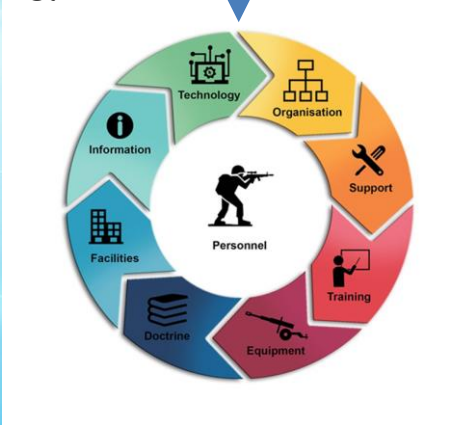 Technology
Organisation
Information
Support
Personnel
Facilities
Training
Doctrine
Equipment